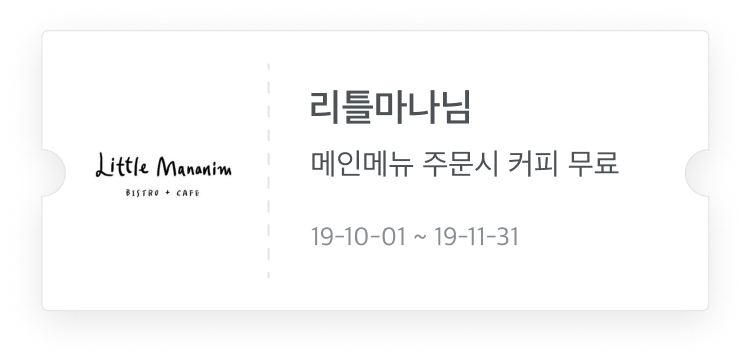 Little Mananim
BISTRO + CAFE
리틀마나님
메인메뉴 주문시 커피 무료
19-10-01 ~ 19-11-31